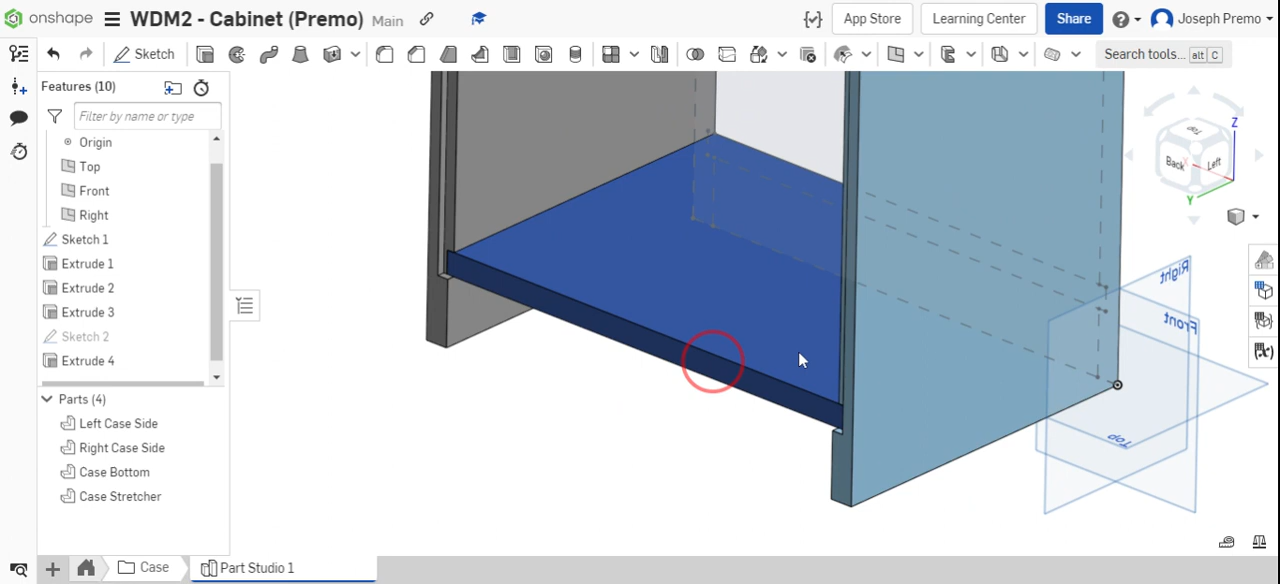 onshape WDM2 - Cabinet (Premo) Main App Store Learning Center Share Joseph Premo
Sketch Search tools... alt C
Features (10)
Filter by name or type
Origin
Top
Front
Right
Sketch 1
Extrude 1
Extrude 2
Extrude 3
Sketch 2
Extrude 4
Parts (4)
Left Case Side
Right Case Side
Case Bottom
Case Stretcher
Top
Back
Left
Z
X
Y
Right
Front
Top
Case Part Studio 1